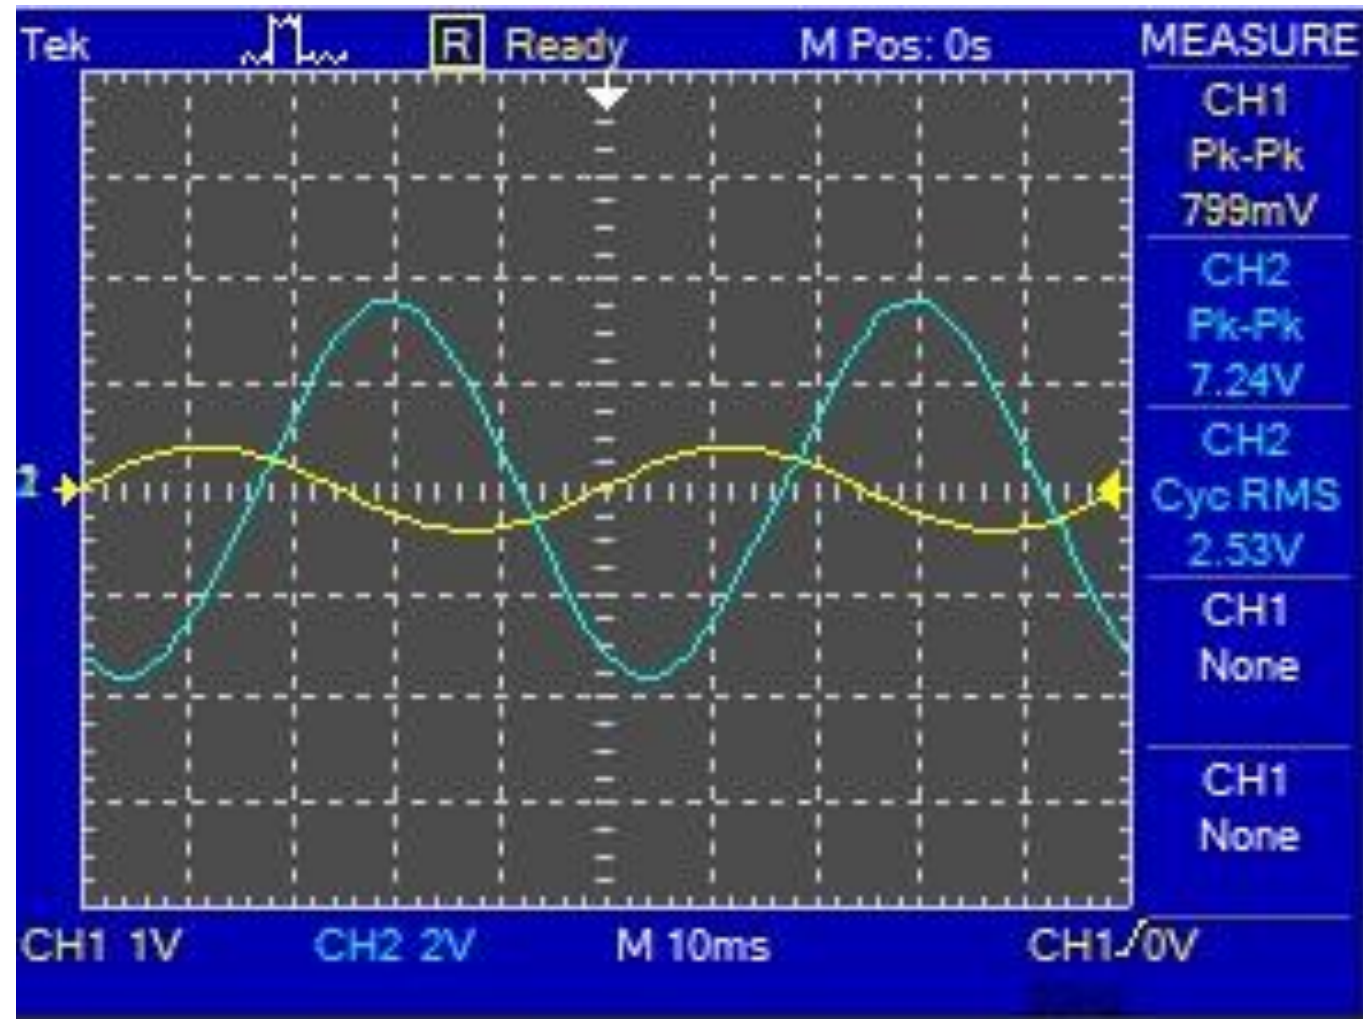 Tek R Ready M Pos: 0s MEASURE
CH1
Pk-Pk
799mV
CH2
Pk-Pk
7.24V
CH2
Cyc RMS
2.53V
CH1
None
CH1
None
CH1 1V CH2 2V M 10ms CH1 0V